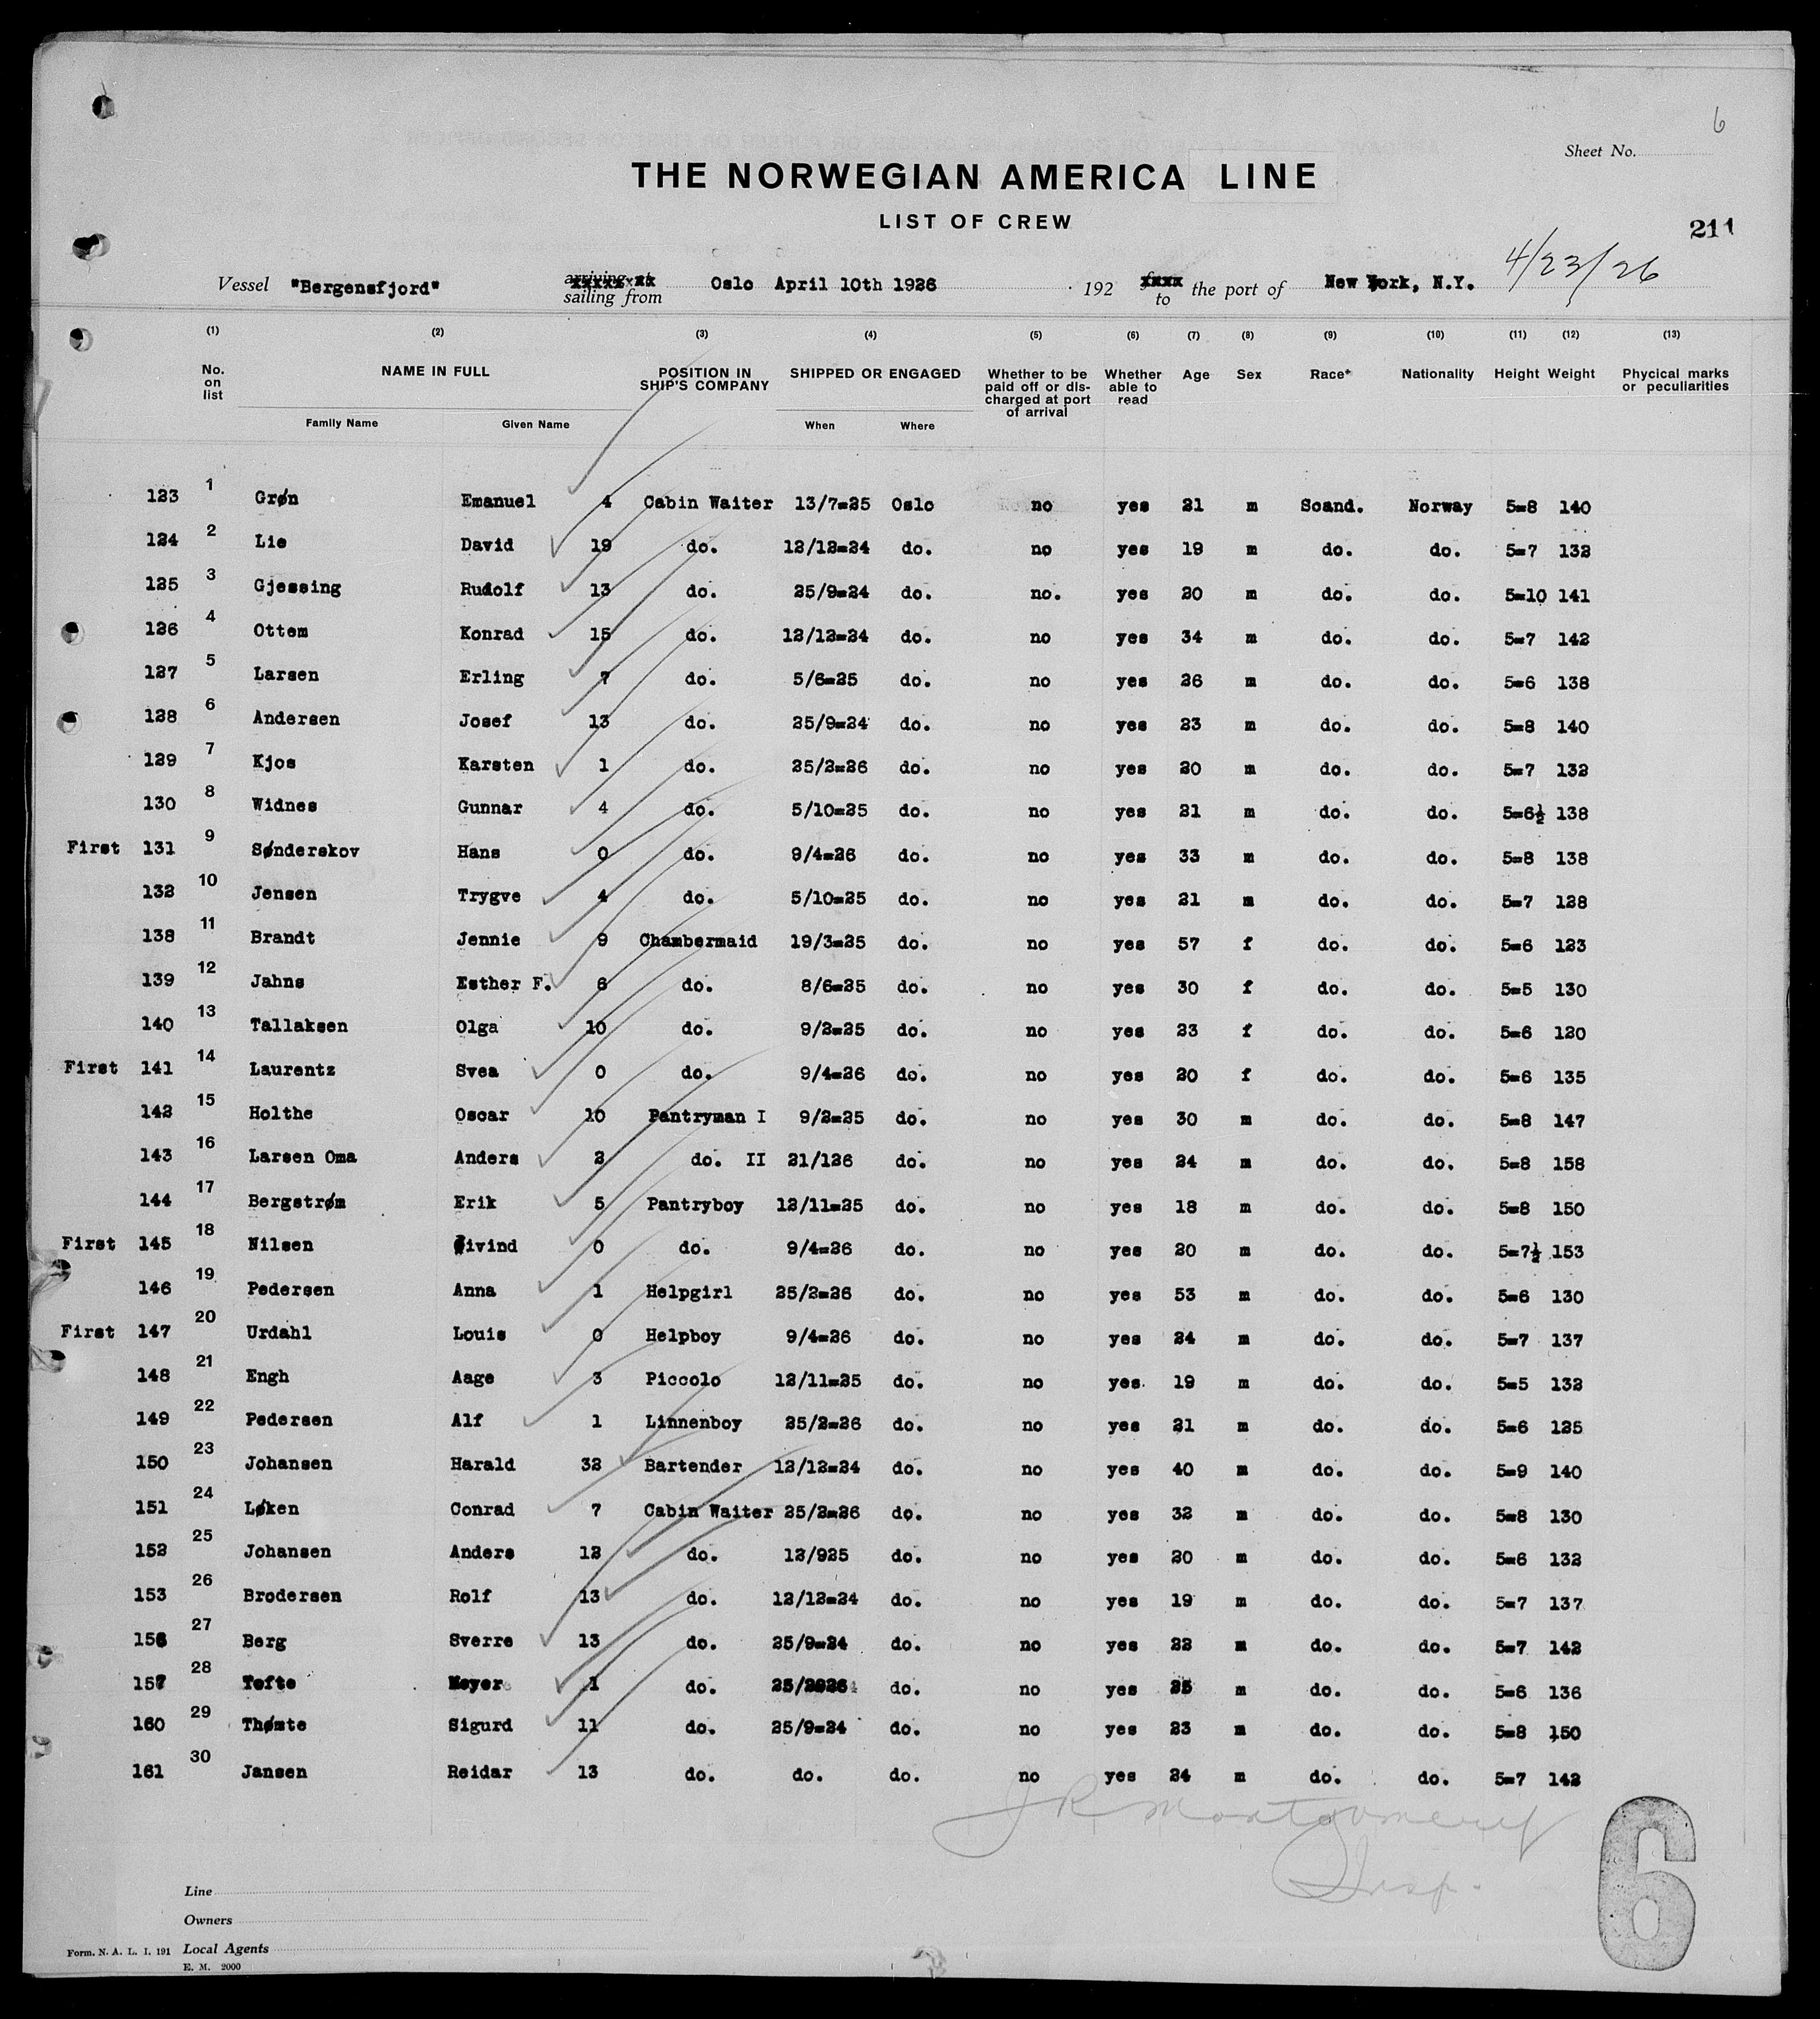 6
Sheet No.
THE NORWEGIAN AMERICA LINE
LIST OF CREW
211
Vessel "Bergensfjord" arriving at sailing from Oslo April 10th 1926 192 to the port of New York, N.Y. 4/23/26
(1) (2) (3) (4) (5) (6) (7) (8) (9) (10) (11) (12) (13)
No. on list NAME IN FULL POSITION IN SHIP'S COMPANY SHIPPED OR ENGAGED Whether to be paid off or discharged at port of arrival Whether able to read Age Sex Race* Nationality Height Weight Phycical marks or peculiarities
Family Name Given Name When Where
123 1 Grøn Emanuel 4 Cabin Waiter 13/7=25 Oslo no yes 21 m Scand. Norway 5=8 140
124 2 Lie David 19 do. 12/12=24 do. no yes 19 m do. do. 5=7 132
125 3 Gjessing Rudolf 13 do. 25/9=24 do. no. yes 20 m do. do. 5=10 141
126 4 Ottem Konrad 15 do. 12/12=24 do. no yes 34 m do. do. 5=7 142
127 5 Larsen Erling 7 do. 5/6=25 do. no yes 26 m do. do. 5=6 138
128 6 Andersen Josef 13 do. 25/9=24 do. no yes 23 m do. do. 5=8 140
129 7 Kjos Karsten 1 do. 25/2=26 do. no yes 20 m do. do. 5=7 132
130 8 Widnes Gunnar 4 do. 5/10=25 do. no yes 21 m do. do. 5=6½ 138
First 131 9 Sønderskov Hans 0 do. 9/4=26 do. no yes 33 m do. do. 5=8 138
132 10 Jensen Trygve 4 do. 5/10=25 do. no yes 21 m do. do. 5=7 128
138 11 Brandt Jennie 9 Chambermaid 19/3=25 do. no yes 57 f do. do. 5=6 123
139 12 Jahns Esther F. 6 do. 8/6=25 do. no yes 30 f do. do. 5=5 130
140 13 Tallaksen Olga 10 do. 9/2=25 do. no yes 23 f do. do. 5=6 120
First 141 14 Laurentz Svea 0 do. 9/4=26 do. no yes 20 f do. do. 5=6 135
142 15 Holthe Oscar 10 Pantryman I 9/2=25 do. no yes 30 m do. do. 5=8 147
143 16 Larsen Oma Anders 2 do. II 21/126 do. no yes 24 m do. do. 5=8 158
144 17 Bergstrøm Erik 5 Pantryboy 12/11=25 do. no yes 18 m do. do. 5=8 150
First 145 18 Nilsen Øivind 0 do. 9/4=26 do. no yes 20 m do. do. 5=7½ 153
146 19 Pedersen Anna 1 Helpgirl 25/2=26 do. no yes 53 m do. do. 5=6 130
First 147 20 Urdahl Louis 0 Helpboy 9/4=26 do. no yes 24 m do. do. 5=7 137
148 21 Engh Aage 3 Piccolo 12/11=25 do. no yes 19 m do. do. 5=5 132
149 22 Pedersen Alf 1 Linnenboy 25/2=26 do. no yes 21 m do. do. 5=6 125
150 23 Johansen Harald 32 Bartender 12/12=24 do. no yes 40 m do. do. 5=9 140
151 24 Løken Conrad 7 Cabin Waiter 25/2=26 do. no yes 32 m do. do. 5=8 130
152 25 Johansen Anders 12 do. 12/925 do. no yes 20 m do. do. 5=6 132
153 26 Brodersen Rolf 13 do. 12/12=24 do. no yes 19 m do. do. 5=7 137
156 27 Berg Sverre 13 do. 25/9=24 do. no yes 22 m do. do. 5=7 142
157 28 Tofte Meyer 1 do. do. no yes 25 m do. do. 5=6 136
160 29 Thømte Sigurd 11 do. 25/9=24 do. no yes 23 m do. do. 5=8 150
161 30 Jansen Reidar 13 do. do. do. no yes 24 m do. do. 5=7 142
J R Montgomery
Insp.
6
Line
Owners
Form. N. A. L. I. 191 Local Agents
E. M. 2000